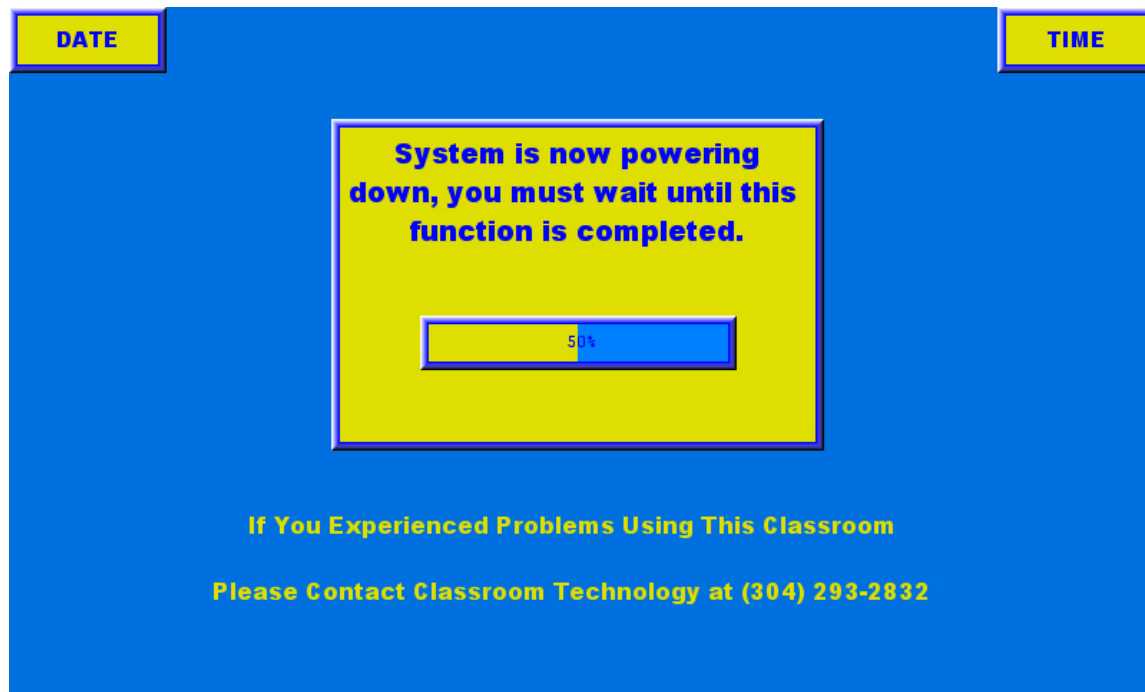 DATE
TIME
System is now powering
down, you must wait until this
function is completed.
50%
If You Experienced Problems Using This Classroom
Please Contact Classroom Technology at (304) 293-2832